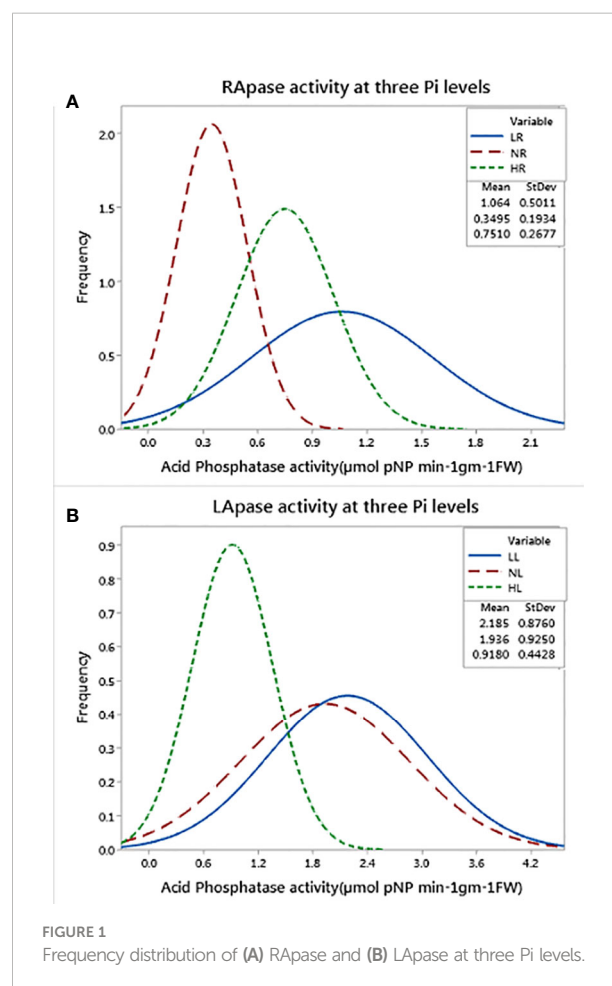 RApase activity at three Pi levels
A
Variable
LR
NR
HR
Mean StDev
1.064 0.5011
0.3495 0.1934
0.7510 0.2677
Frequency
2.0
1.5
1.0
0.5
0.0
0.0 0.3 0.6 0.9 1.2 1.5 1.8 2.1
Acid Phosphatase activity(µmol pNP min-1gm-1FW)
LApase activity at three Pi levels
B
Variable
LL
NL
HL
Mean StDev
2.185 0.8760
1.936 0.9250
0.9180 0.4428
Frequency
0.9
0.8
0.7
0.6
0.5
0.4
0.3
0.2
0.1
0.0
0.0 0.6 1.2 1.8 2.4 3.0 3.6 4.2
Acid Phosphatase activity(µmol pNP min-1gm-1FW)
FIGURE 1
Frequency distribution of (A) RApase and (B) LApase at three Pi levels.